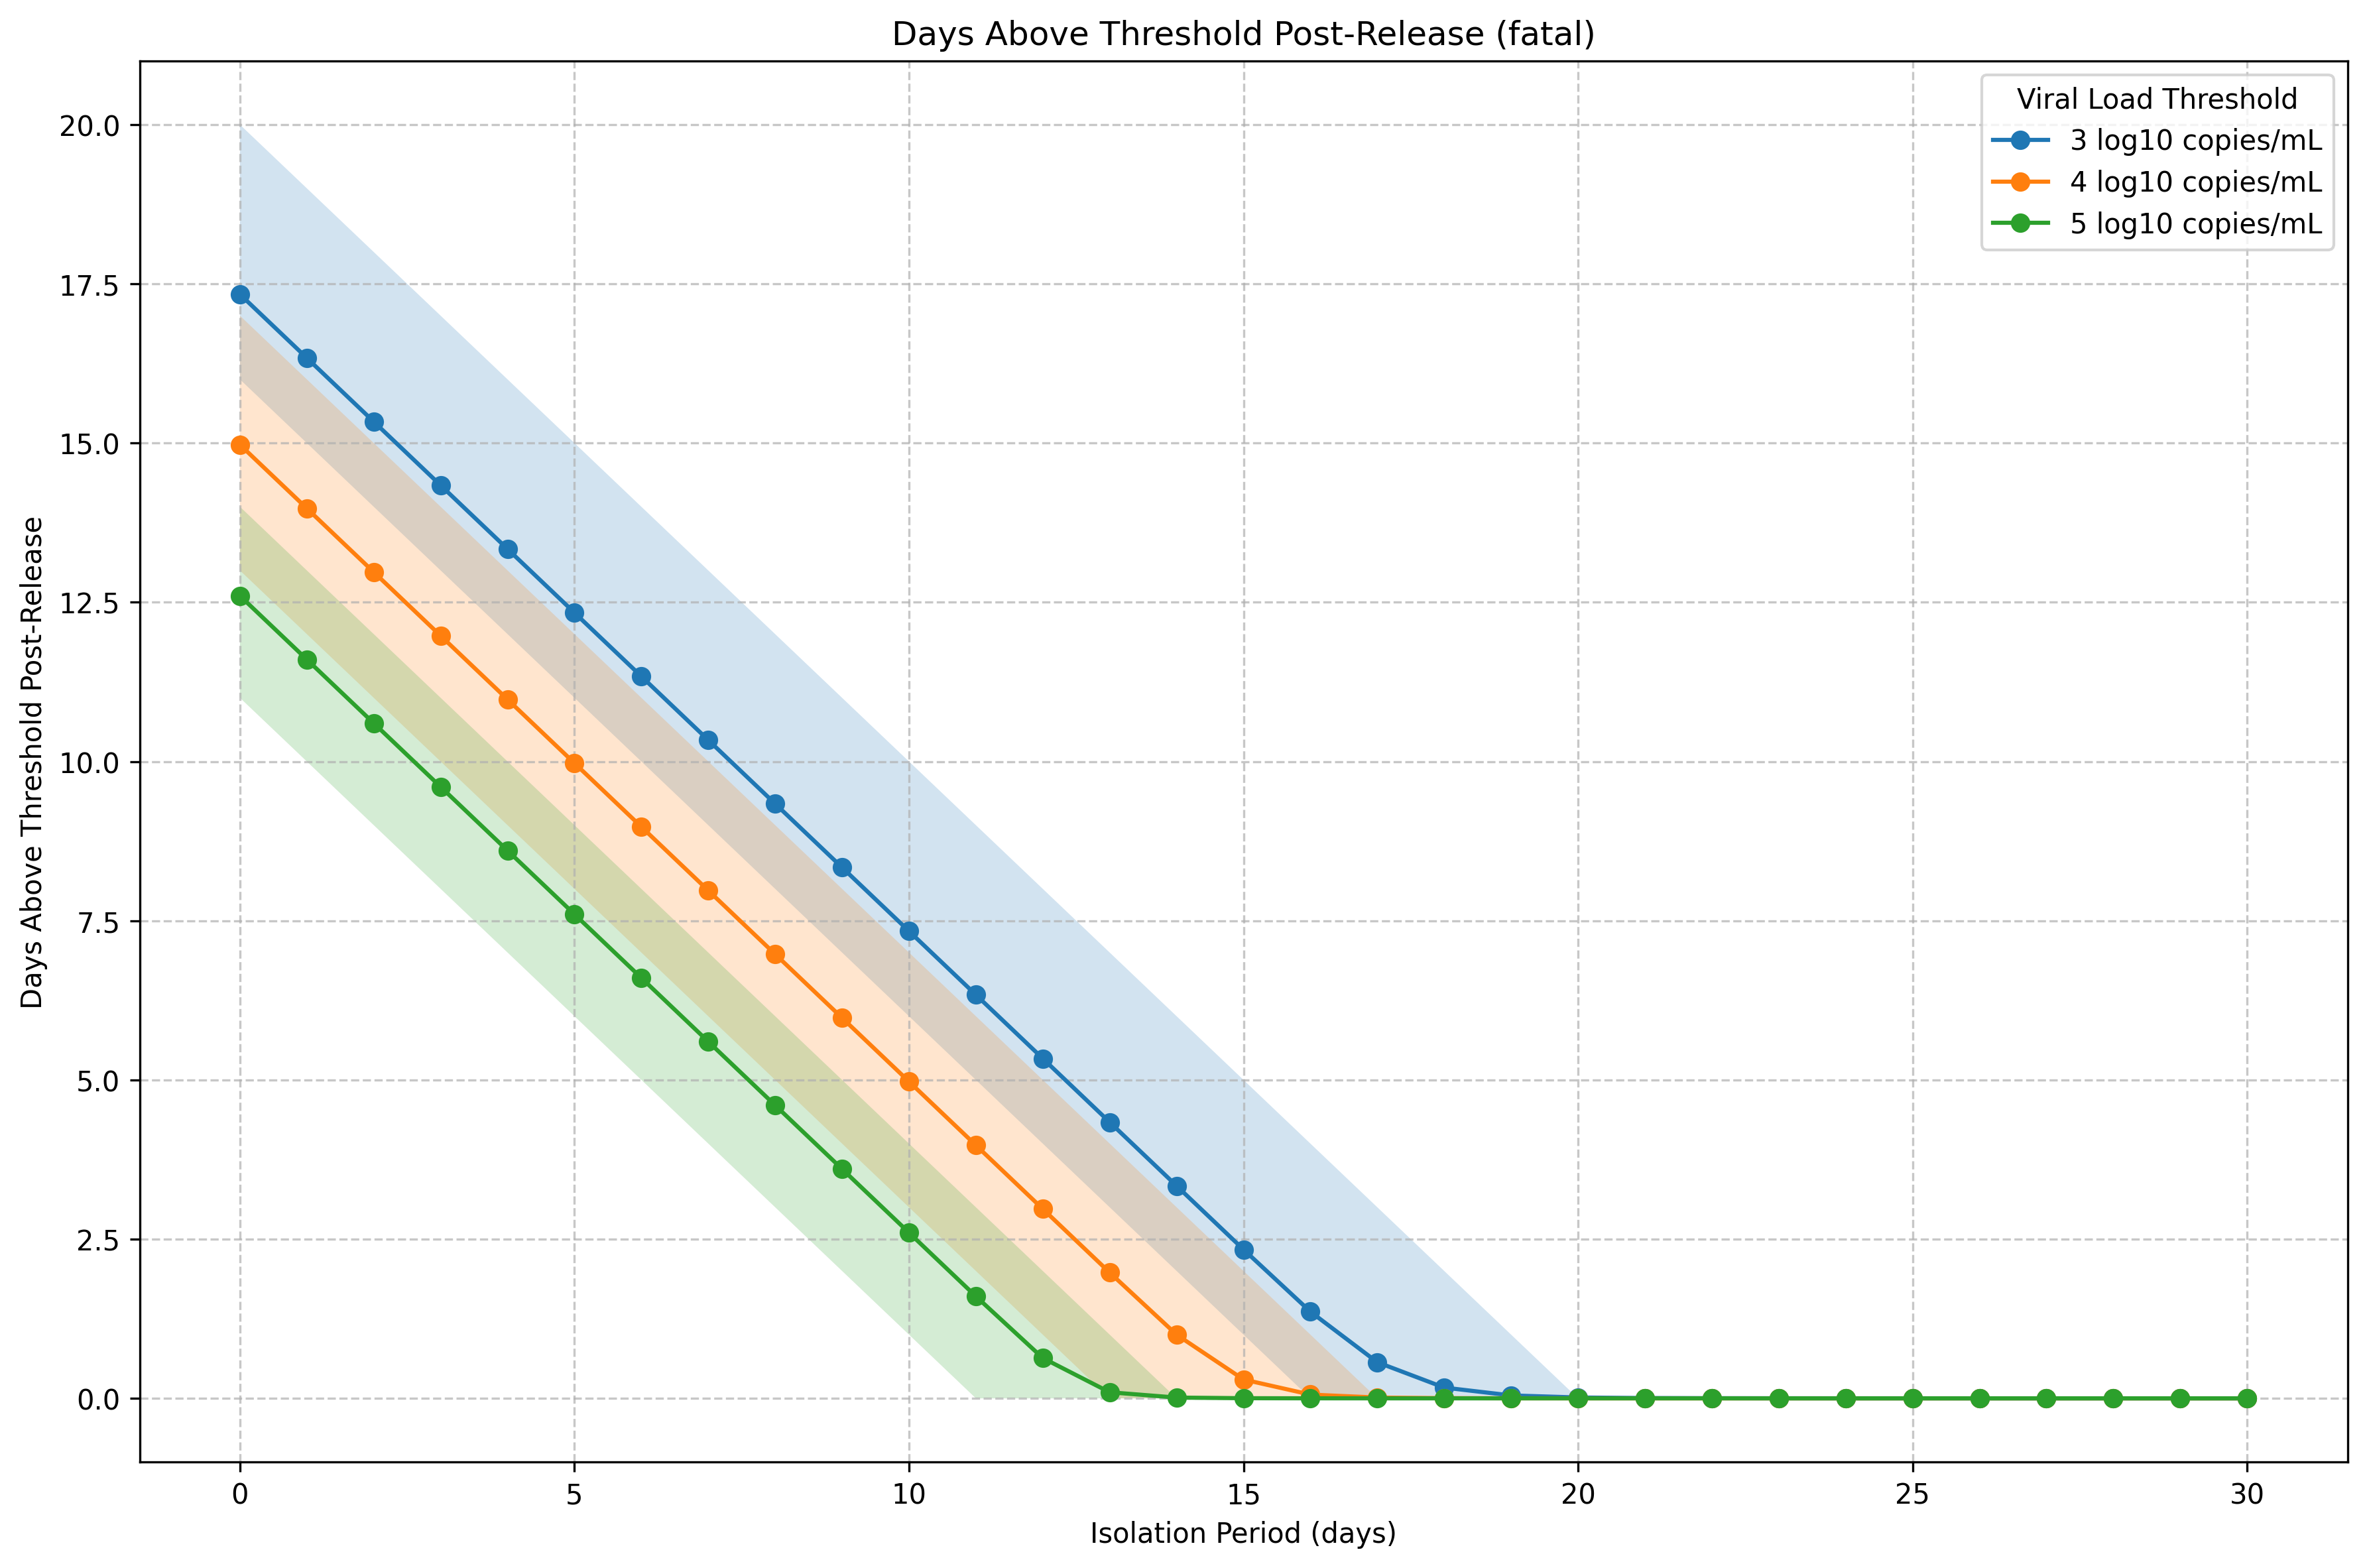 Days Above Threshold Post-Release (fatal)
Viral Load Threshold
3 log10 copies/mL
4 log10 copies/mL
5 log10 copies/mL
Days Above Threshold Post-Release
20.0
17.5
15.0
12.5
10.0
7.5
5.0
2.5
0.0
0 5 10 15 20 25 30
Isolation Period (days)